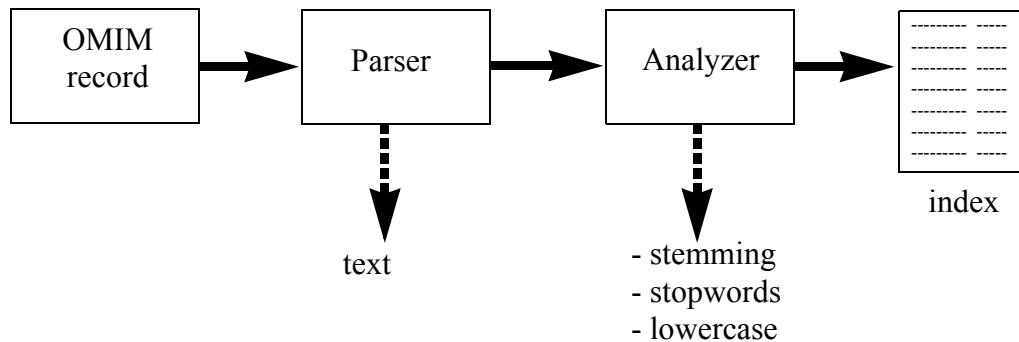 OMIM
record
Parser
Analyzer
index
text
- stemming
- stopwords
- lowercase